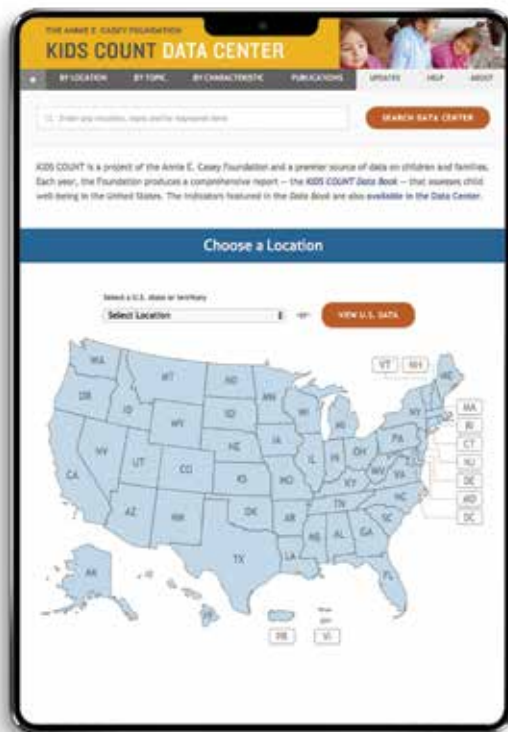 THE ANNIE E. CASEY FOUNDATION
KIDS COUNT DATA CENTER
BY LOCATION BY TOPIC BY CHARACTERISTIC PUBLICATIONS UPDATES HELP ABOUT
Enter any location, topic
SEARCH DATA CENTER
KIDS COUNT is a project of the Annie E. Casey Foundation and a premier source of data on children and families.
Each year, the Foundation produces a comprehensive report — the KIDS COUNT Data Book — that assesses child
well-being in the United States. The indicators featured in the Data Book are also available in the Data Center.
Choose a Location
Select a U.S. state or territory
Select Location -or- VIEW U.S. DATA
VT NH
WA MT ND MN ME
OR ID SD WI MI NY MA
WY RI
NV NE IA PA CT
UT CO IL IN OH NJ
CA KS MO WV VA DE
KY MD
AZ NM OK AR TN NC DC
SC
MS AL GA
TX LA
AK FL
HI
PR VI